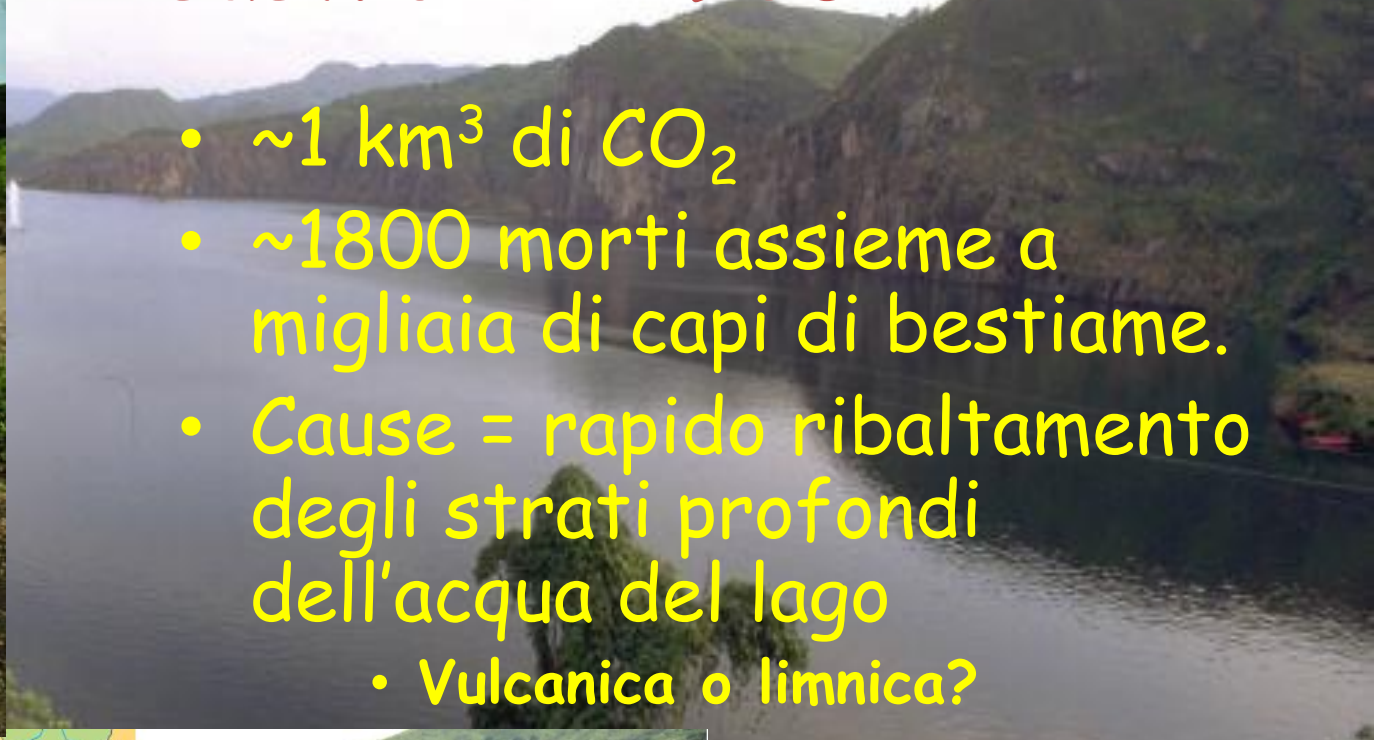 • ~1 km³ di CO₂
• ~1800 morti assieme a
migliaia di capi di bestiame.
• Cause = rapido ribaltamento
degli strati profondi
dell’acqua del lago
• Vulcanica o limnica?